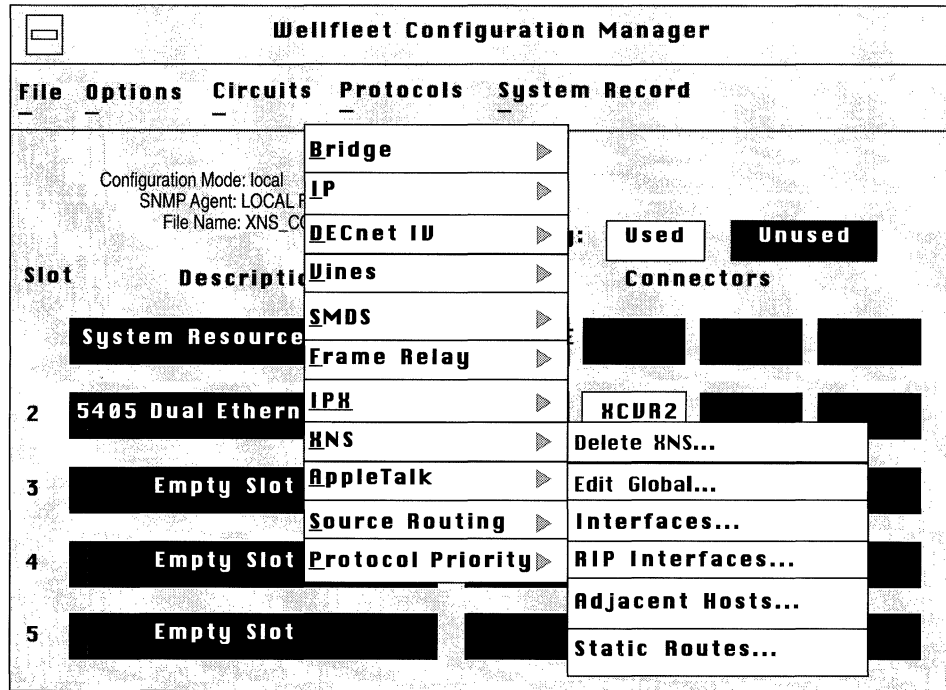 Wellfleet Configuration Manager
File Options Circuits Protocols System Record
Bridge
IP
DECnet IV
Vines
SMDS
Frame Relay
IPX
XNS
AppleTalk
Source Routing
Protocol Priority
Configuration Mode: local
SNMP Agent: LOCAL
File Name: XNS_CO
Used Unused
Slot Descriptio Connectors
System Resource
2 5405 Dual Ethern XCVR2
3 Empty Slot
4 Empty Slot
5 Empty Slot
Delete XNS...
Edit Global...
Interfaces...
RIP Interfaces...
Adjacent Hosts...
Static Routes...